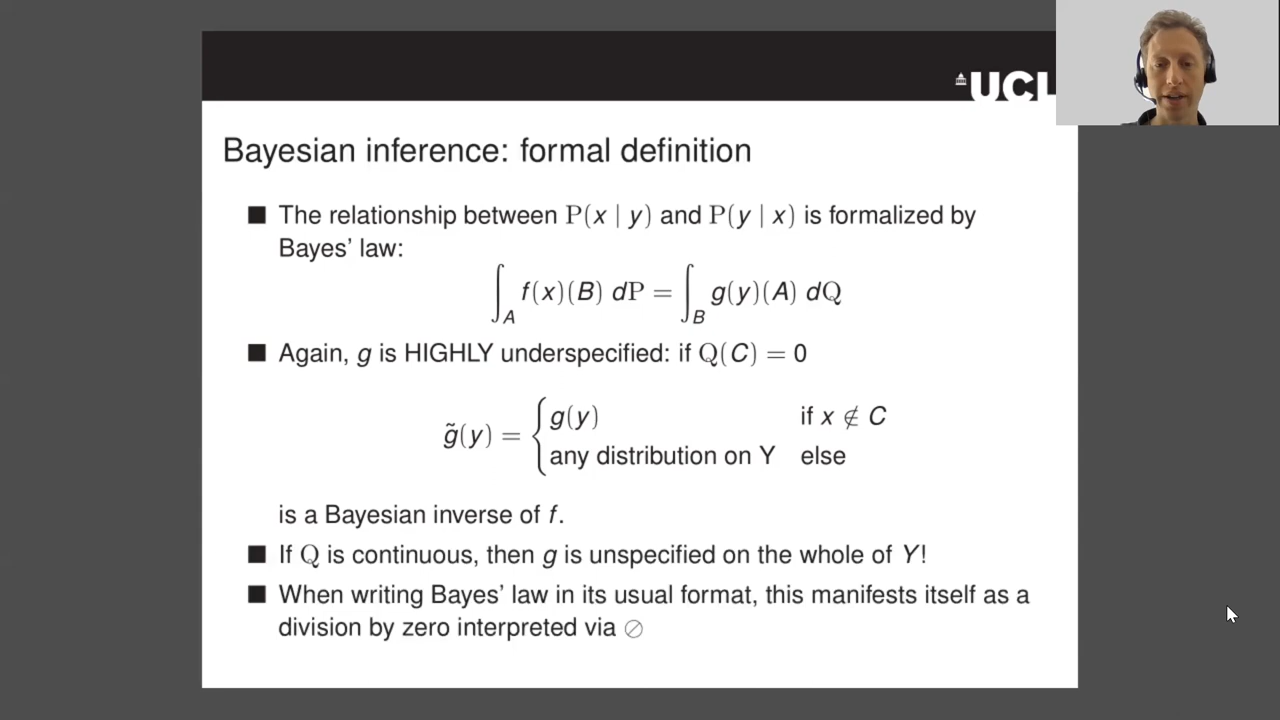 UCL
Bayesian inference: formal definition
■ The relationship between P(x | y) and P(y | x) is formalized by
Bayes' law:
∫_A f(x)(B) dP = ∫_B g(y)(A) dQ
■ Again, g is HIGHLY underspecified: if Q(C) = 0
g̃(y) = { g(y) if x ∉ C
any distribution on Y else
is a Bayesian inverse of f.
■ If Q is continuous, then g is unspecified on the whole of Y!
■ When writing Bayes' law in its usual format, this manifests itself as a
division by zero interpreted via ⊘